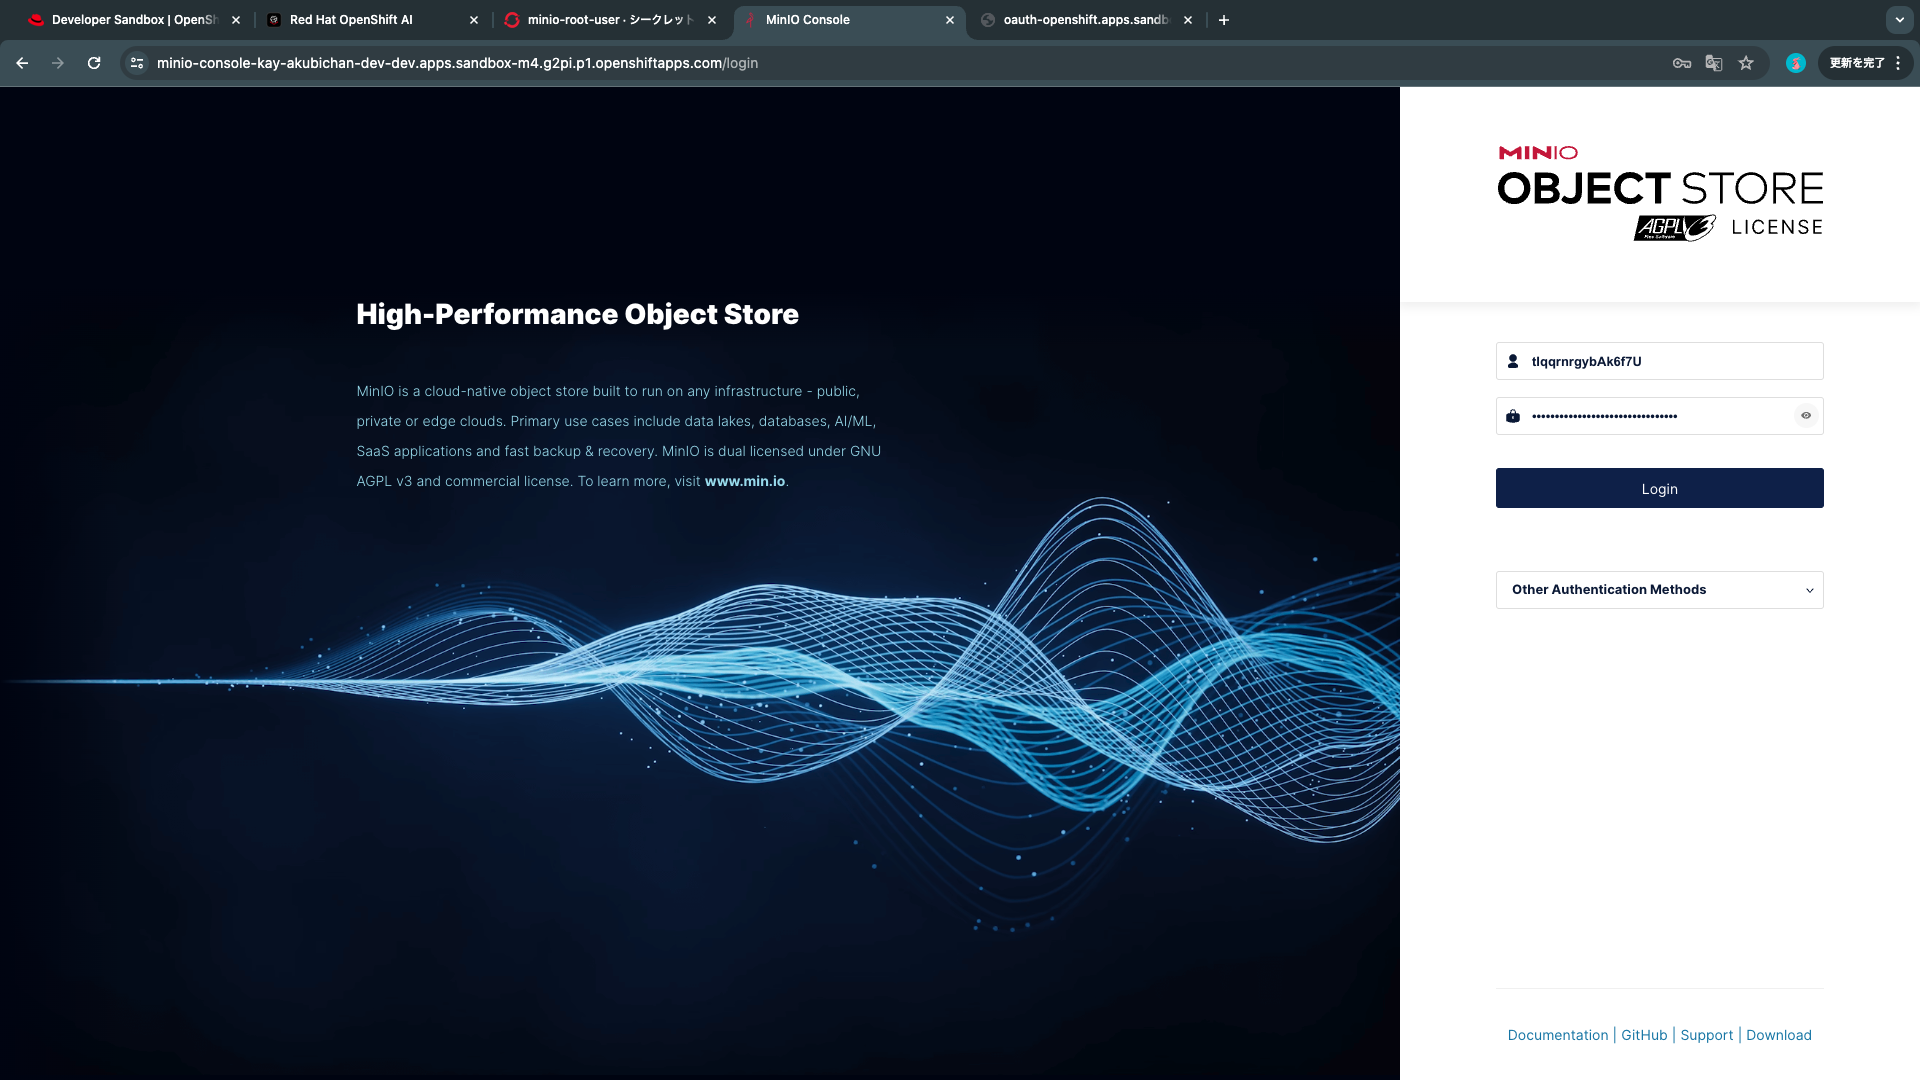 Developer Sandbox | OpenSh
Red Hat OpenShift AI
minio-root-user · シークレット
MinIO Console
oauth-openshift.apps.sandb
minio-console-kay-akubichan-dev-dev.apps.sandbox-m4.g2pi.p1.openshiftapps.com/login
更新を完了
MINIO
OBJECT STORE
AGPL v3
Free Software
LICENSE
High-Performance Object Store
MinIO is a cloud-native object store built to run on any infrastructure - public,
private or edge clouds. Primary use cases include data lakes, databases, AI/ML,
SaaS applications and fast backup & recovery. MinIO is dual licensed under GNU
AGPL v3 and commercial license. To learn more, visit www.min.io.
tlqqrnrgybAk6f7U
••••••••••••••••••••••••••••••••
Login
Other Authentication Methods
Documentation | GitHub | Support | Download